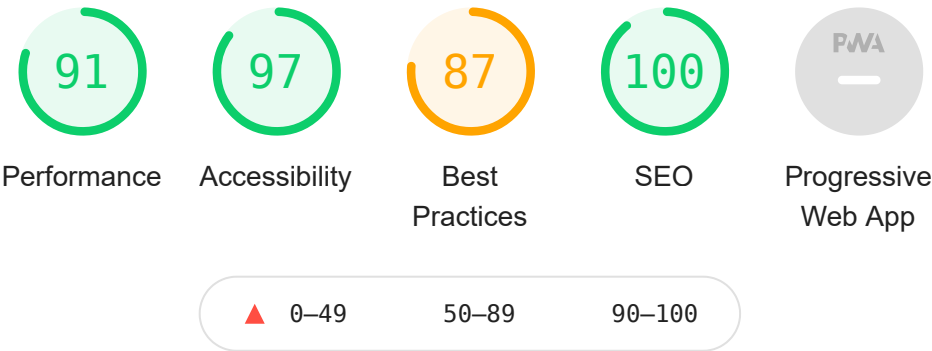 91 97 87 100 PWA
Performance Accessibility Best Practices SEO Progressive Web App
0–49 50–89 90–100